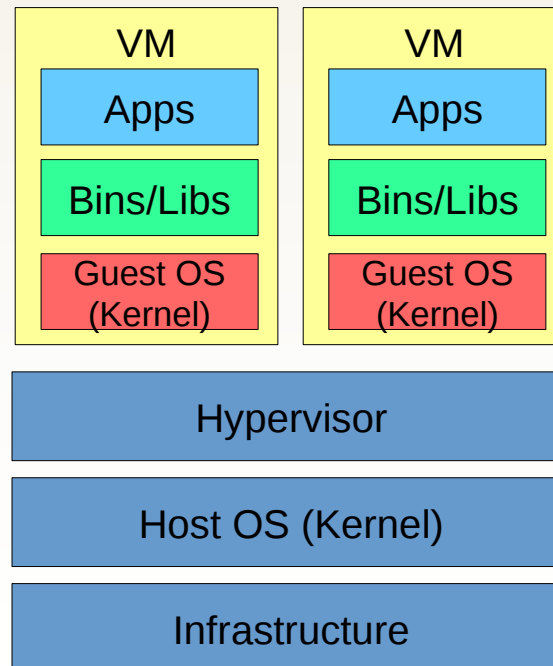 VM
Apps
Bins/Libs
Guest OS
(Kernel)
VM
Apps
Bins/Libs
Guest OS
(Kernel)
Hypervisor
Host OS (Kernel)
Infrastructure